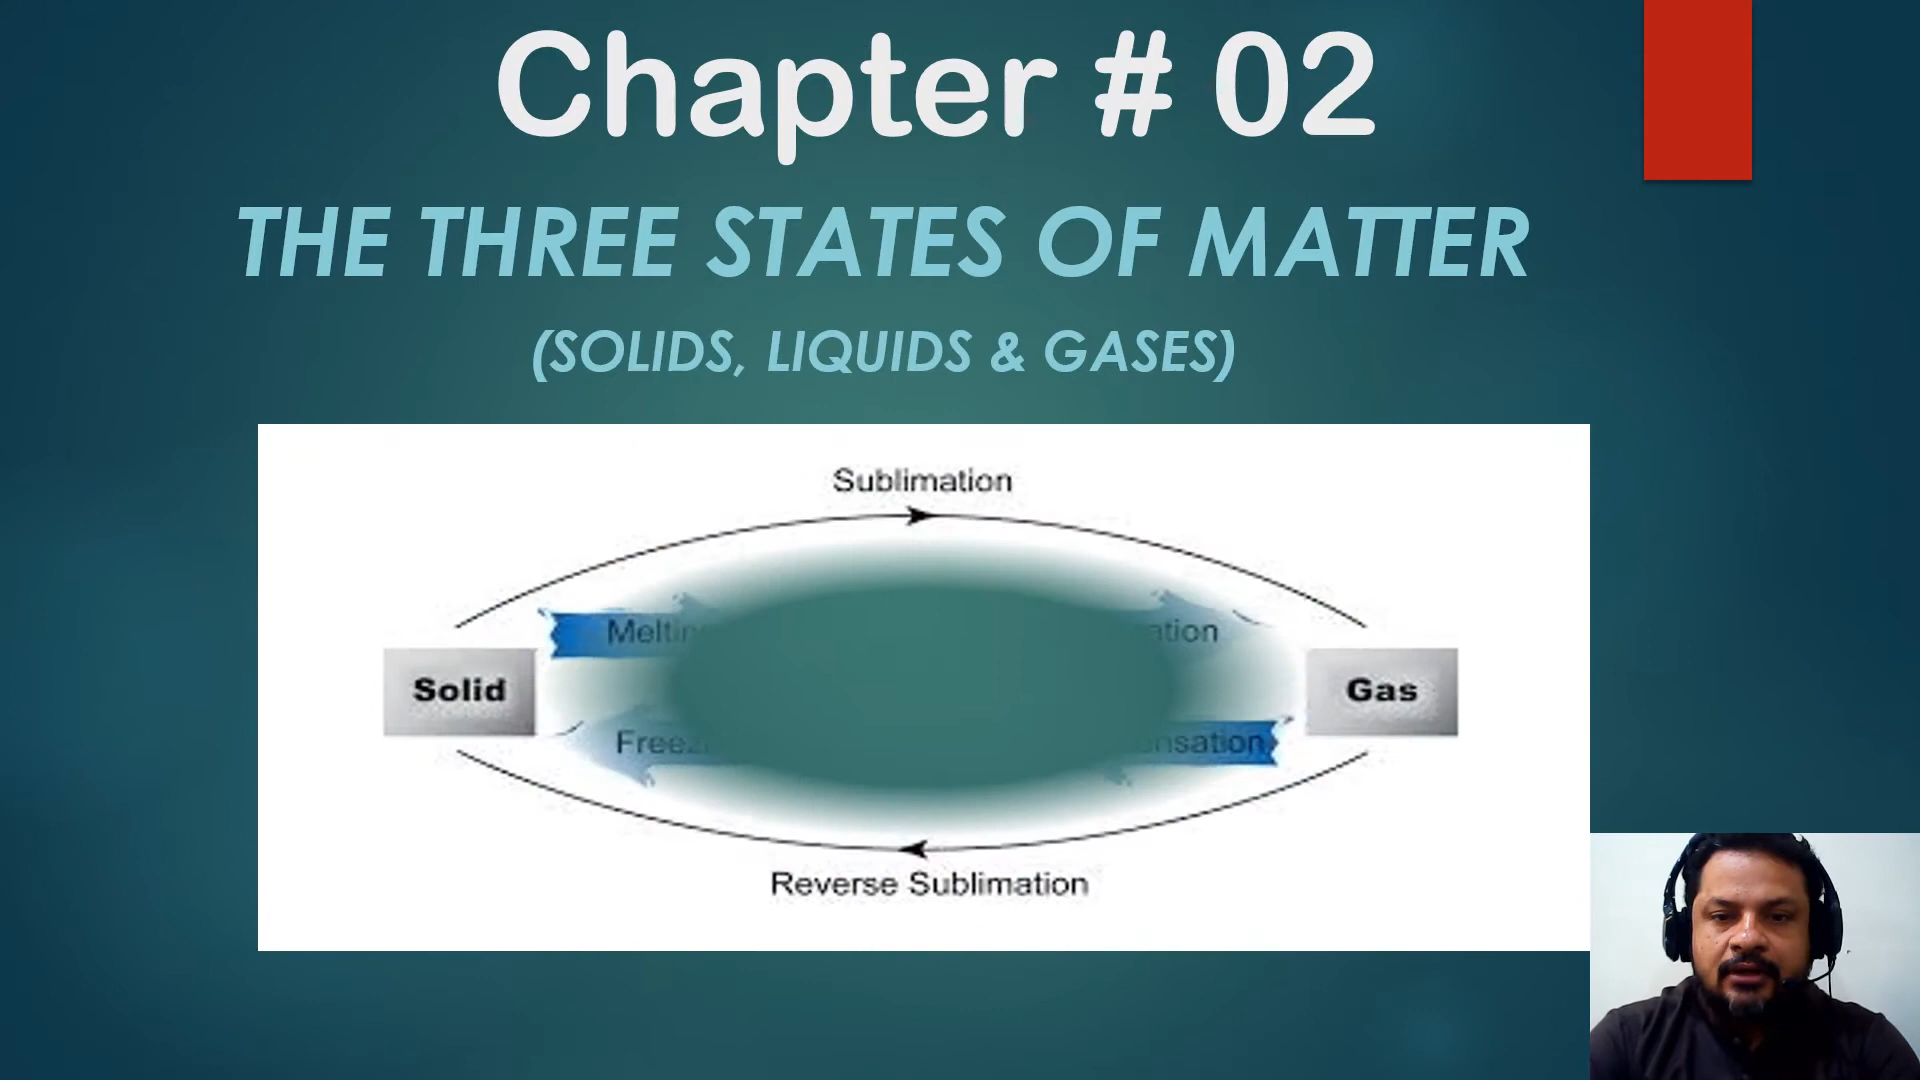 Chapter # 02
THE THREE STATES OF MATTER
(SOLIDS, LIQUIDS & GASES)
Sublimation
Solid
Gas
Reverse Sublimation